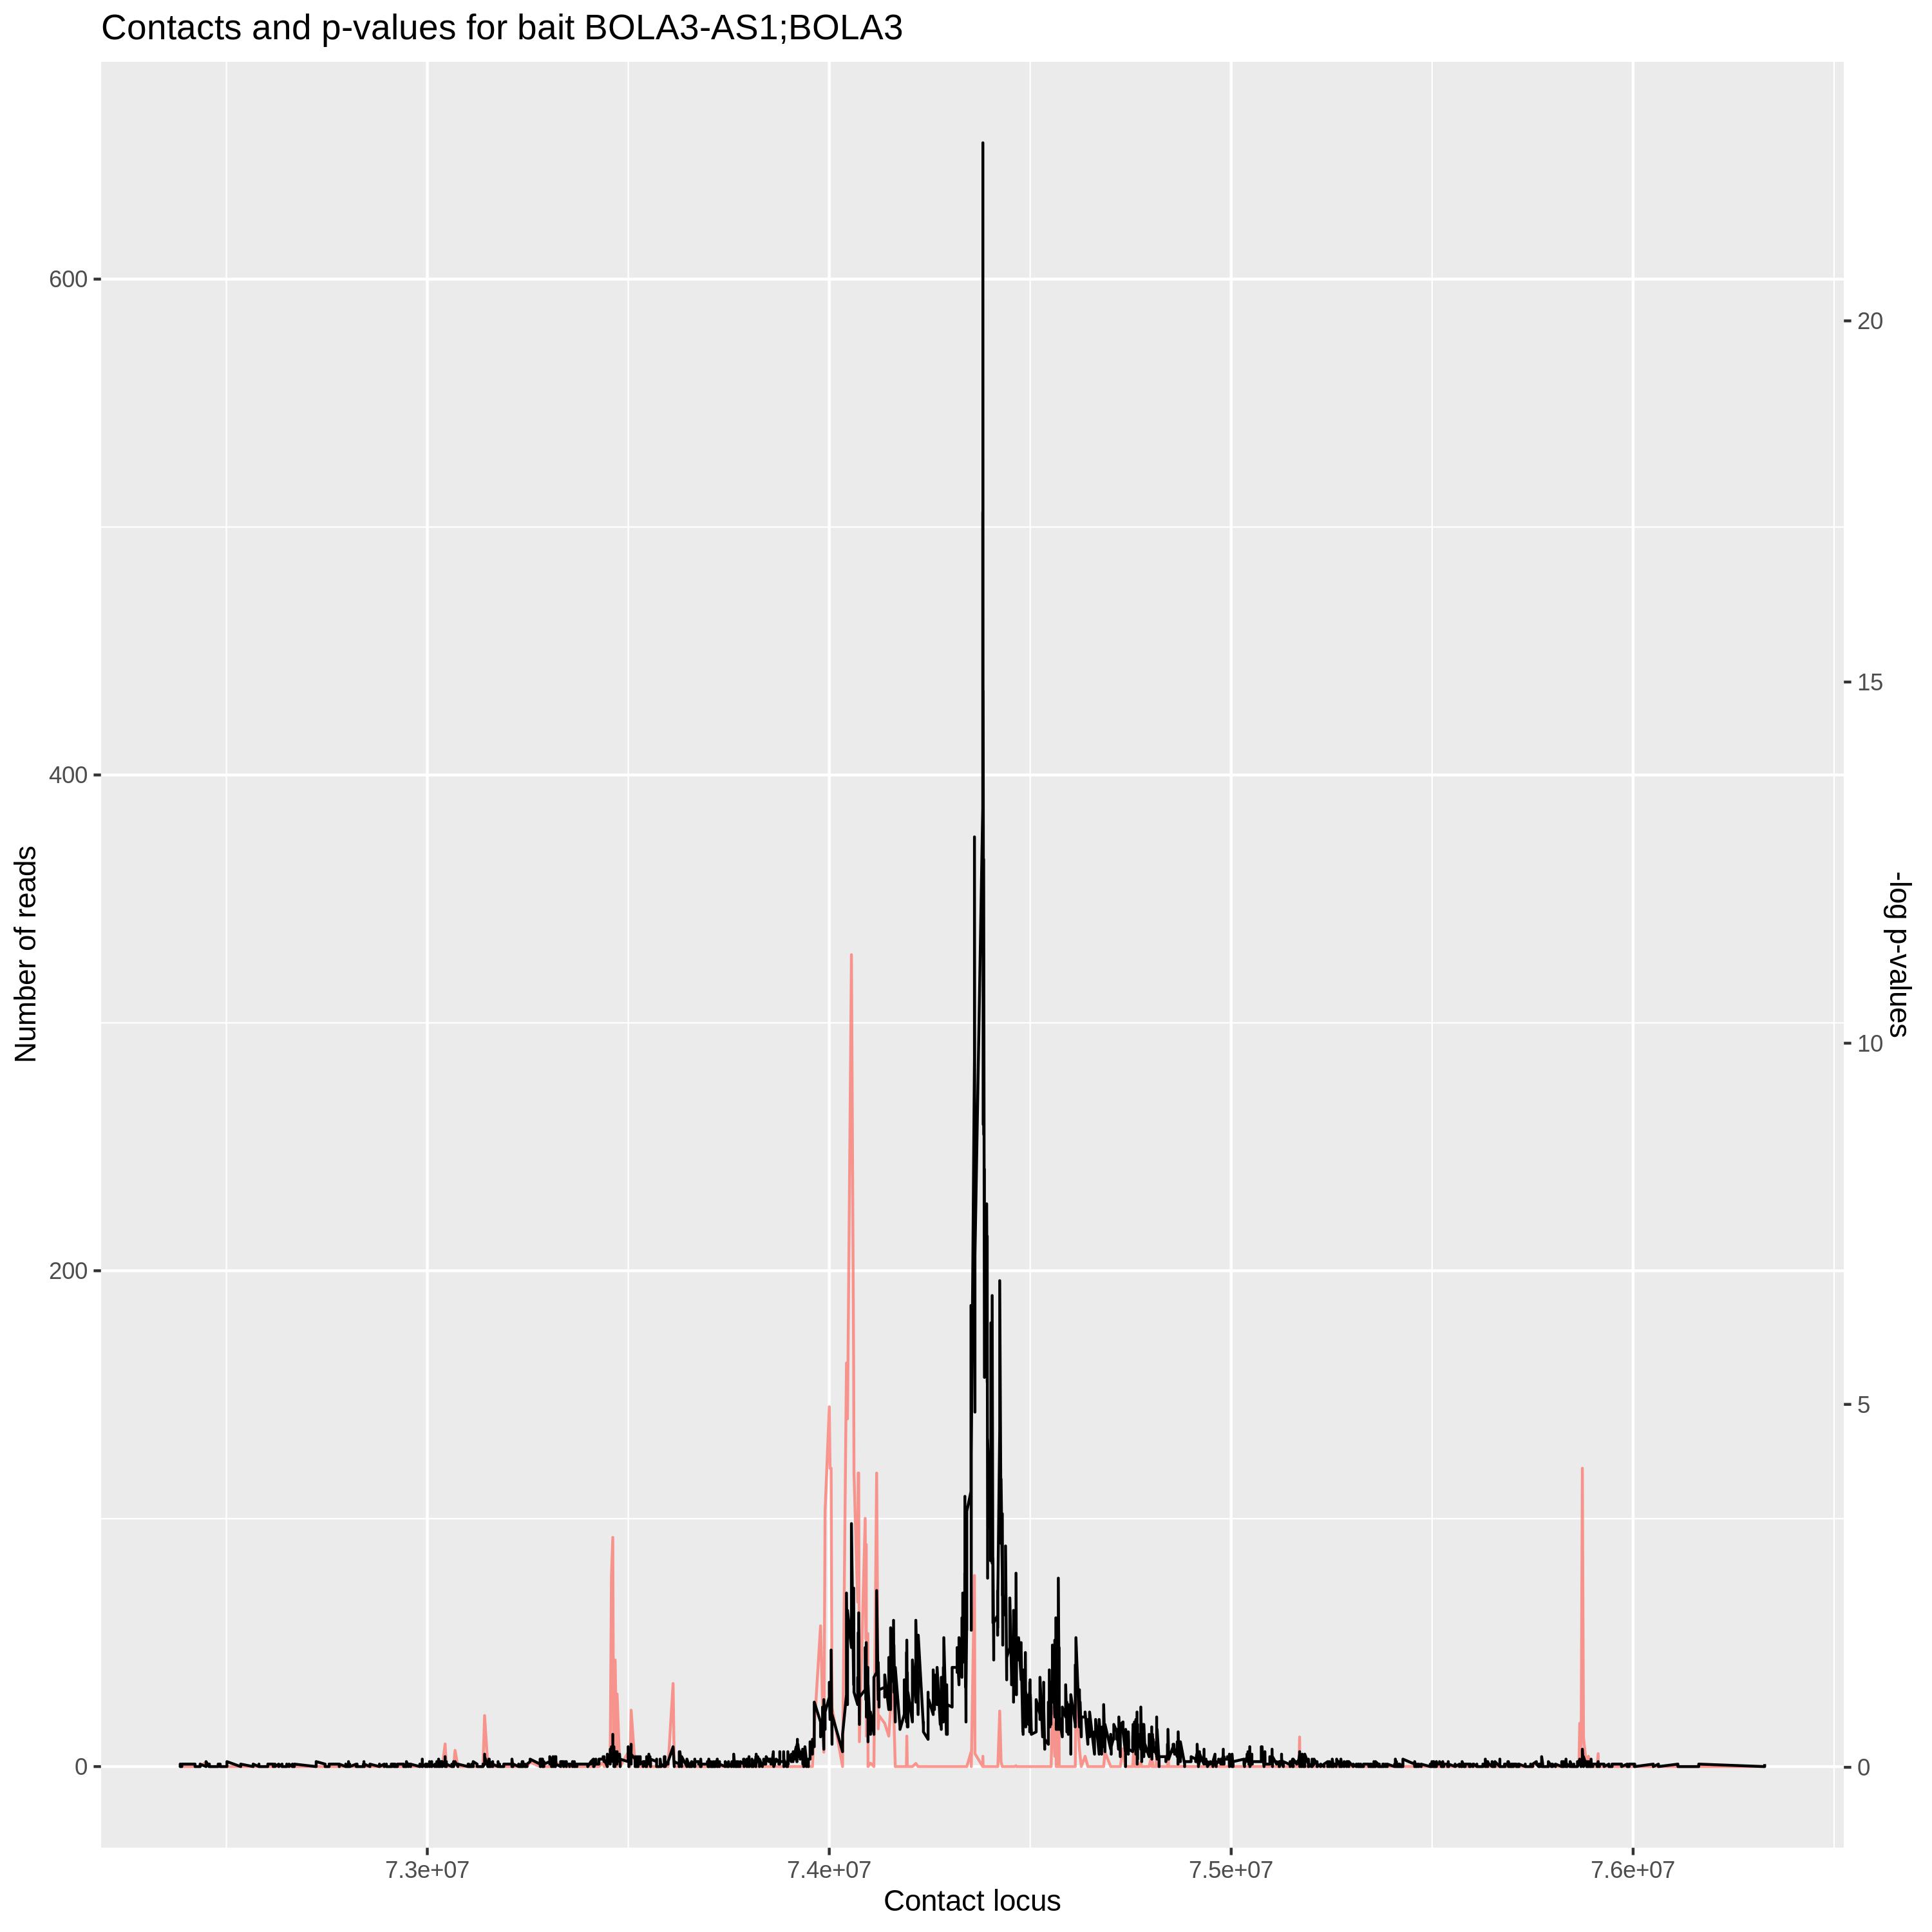 Contacts and p-values for bait BOLA3-AS1;BOLA3
600
400
200
0
Number of reads
20
15
10
5
0
-log p-values
7.3e+07
7.4e+07
7.5e+07
7.6e+07
Contact locus